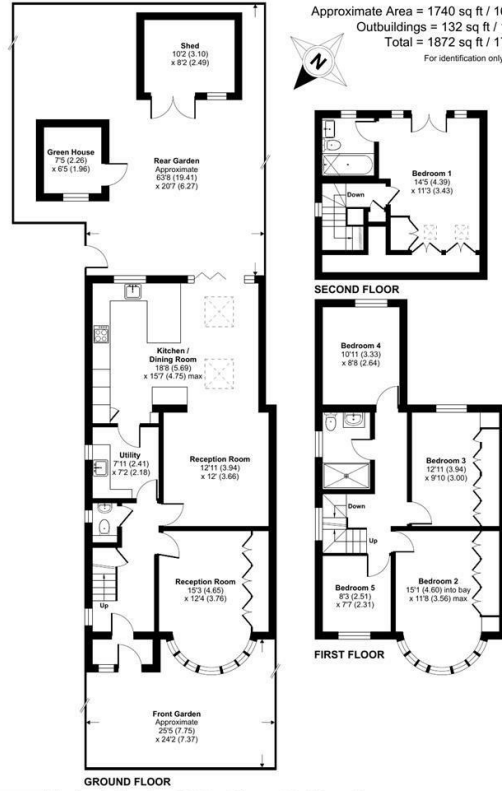 Approximate Area = 1740 sq ft /
Outbuildings = 132 sq ft /
Total = 1872 sq ft /
For identification only
N
Shed
10'2 (3.10)
x 8'2 (2.49)
Green House
7'5 (2.26)
x 6'5 (1.96)
Rear Garden
Approximate
63'8 (19.41)
x 20'7 (6.27)
Bedroom 1
14'5 (4.39)
x 11'3 (3.43)
Down
SECOND FLOOR
Kitchen /
Dining Room
18'8 (5.69)
x 15'7 (4.75) max
Utility
7'11 (2.41)
x 7'2 (2.18)
Reception Room
12'11 (3.94)
x 12' (3.66)
Reception Room
15'3 (4.65)
x 12'4 (3.76)
Up
Front Garden
Approximate
25'5 (7.75)
x 24'2 (7.37)
GROUND FLOOR
Bedroom 4
10'11 (3.33)
x 8'8 (2.64)
Bedroom 3
12'11 (3.94)
x 9'10 (3.00)
Down
Up
Bedroom 5
8'3 (2.51)
x 7'7 (2.31)
Bedroom 2
15'1 (4.60) into bay
x 11'8 (3.56) max
FIRST FLOOR